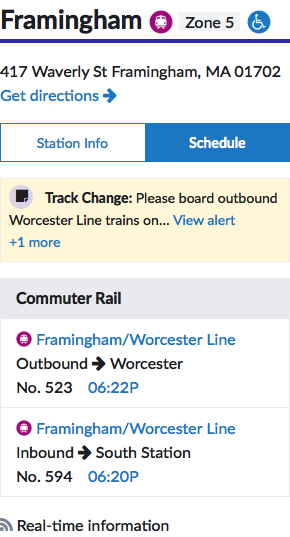 Framingham Zone 5
417 Waverly St Framingham, MA 01702
Get directions
Station Info Schedule
Track Change: Please board outbound
Worcester Line trains on... View alert
+1 more
Commuter Rail
Framingham/Worcester Line
Outbound → Worcester
No. 523 06:22P
Framingham/Worcester Line
Inbound → South Station
No. 594 06:20P
Real-time information